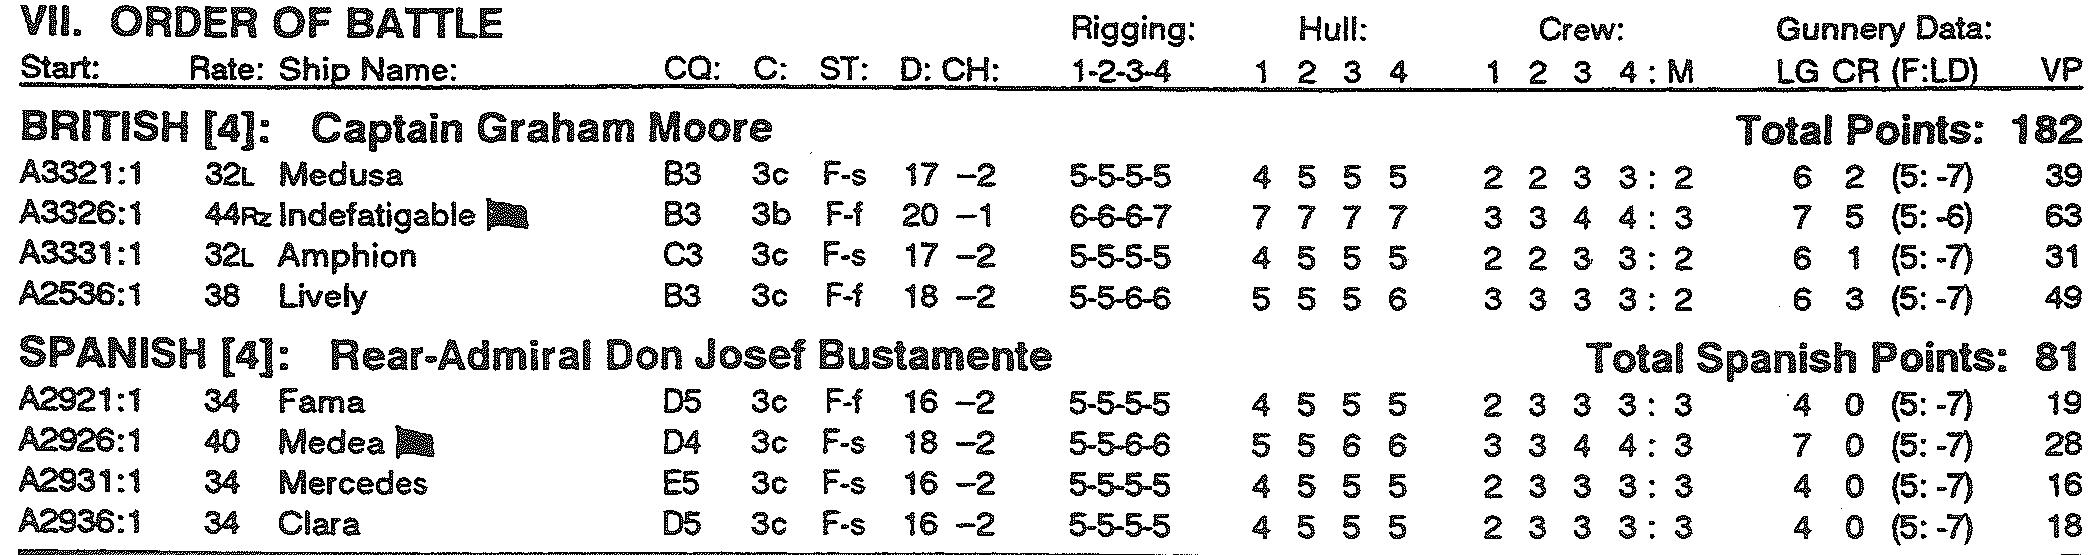 VII. ORDER OF BATTLE Rigging: Hull: Crew: Gunnery Data:
Start: Rate: Ship Name: CQ: C: ST: D: CH: 1-2-3-4 1 2 3 4 1 2 3 4 : M LG CR (F:LD) VP
BRITISH [4]: Captain Graham Moore Total Points: 182
A3321:1 32L Medusa B3 3c F-s 17 –2 5-5-5-5 4 5 5 5 2 2 3 3 : 2 6 2 (5: -7) 39
A3326:1 44Rz Indefatigable B3 3b F-f 20 –1 6-6-6-7 7 7 7 7 3 3 4 4 : 3 7 5 (5: -6) 63
A3331:1 32L Amphion C3 3c F-s 17 –2 5-5-5-5 4 5 5 5 2 2 3 3 : 2 6 1 (5: -7) 31
A2536:1 38 Lively B3 3c F-f 18 –2 5-5-6-6 5 5 5 6 3 3 3 3 : 2 6 3 (5: -7) 49
SPANISH [4]: Rear-Admiral Don Josef Bustamente Total Spanish Points: 81
A2921:1 34 Fama D5 3c F-f 16 –2 5-5-5-5 4 5 5 5 2 3 3 3 : 3 4 0 (5: -7) 19
A2926:1 40 Medea D4 3c F-s 18 –2 5-5-6-6 5 5 6 6 3 3 4 4 : 3 7 0 (5: -7) 28
A2931:1 34 Mercedes E5 3c F-s 16 –2 5-5-5-5 4 5 5 5 2 3 3 3 : 3 4 0 (5: -7) 16
A2936:1 34 Clara D5 3c F-s 16 –2 5-5-5-5 4 5 5 5 2 3 3 3 : 3 4 0 (5: -7) 18